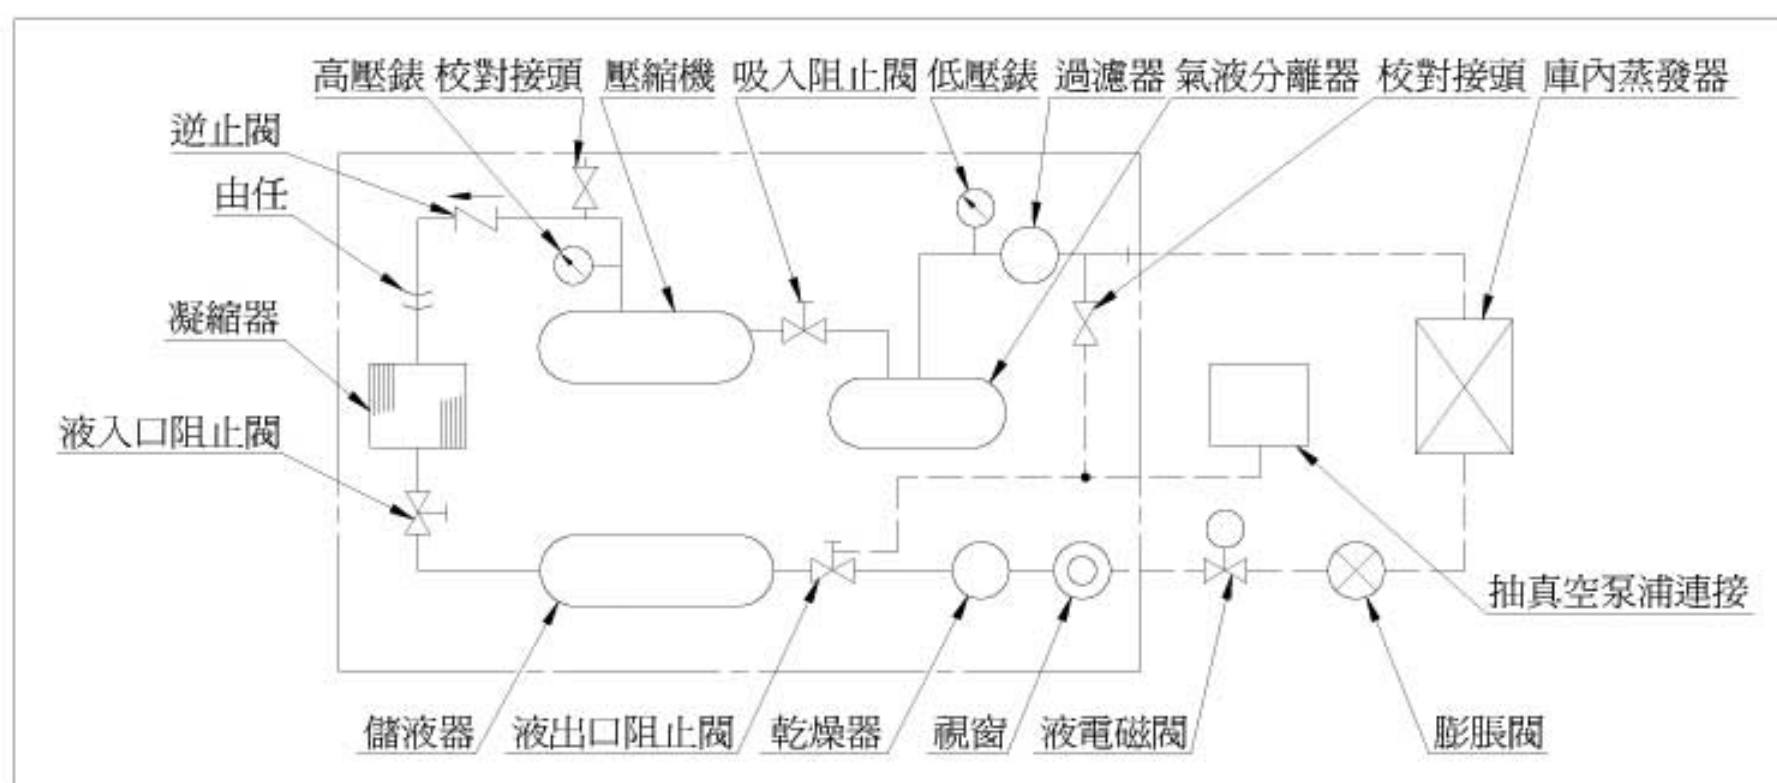 高壓錶 校對接頭 壓縮機 吸入阻止閥 低壓錶 過濾器 氣液分離器 校對接頭 庫內蒸發器
逆止閥
由任
凝縮器
液入口阻止閥
抽真空泵浦連接
儲液器 液出口阻止閥 乾燥器 視窗 液電磁閥 膨脹閥